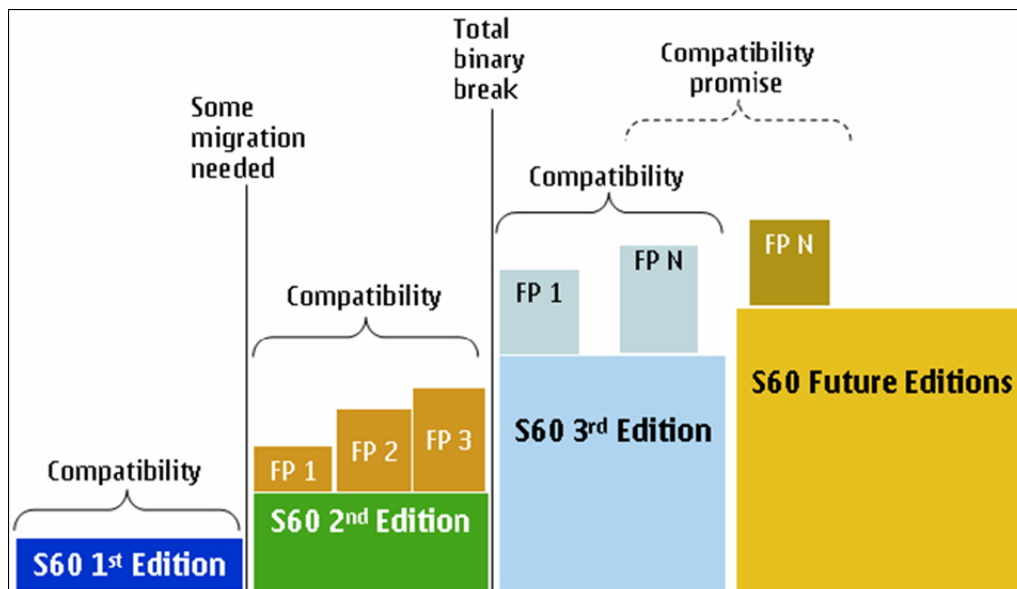 Total
binary
break
Compatibility
promise
Some
migration
needed
Compatibility
FP N
FP N
FP 1
Compatibility
S60 Future Editions
S60 3rd Edition
FP 3
FP 2
FP 1
Compatibility
S60 2nd Edition
S60 1st Edition